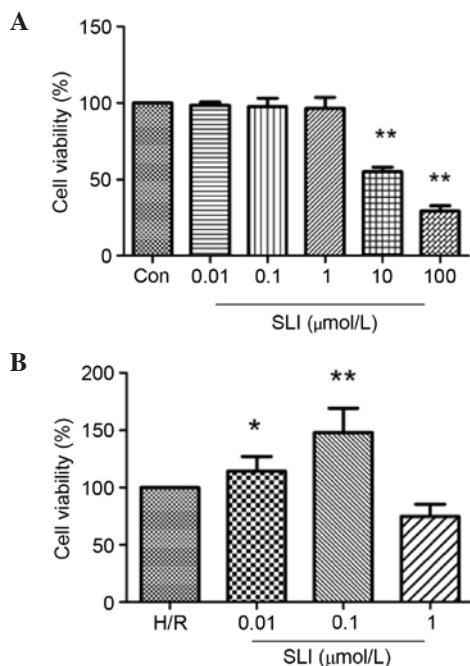 A
150
100
50
0
Cell viability (%)
**
**
Con 0.01 0.1 1 10 100
SLI (μmol/L)
B
200
150
100
50
0
Cell viability (%)
*
**
H/R 0.01 0.1 1
SLI (μmol/L)